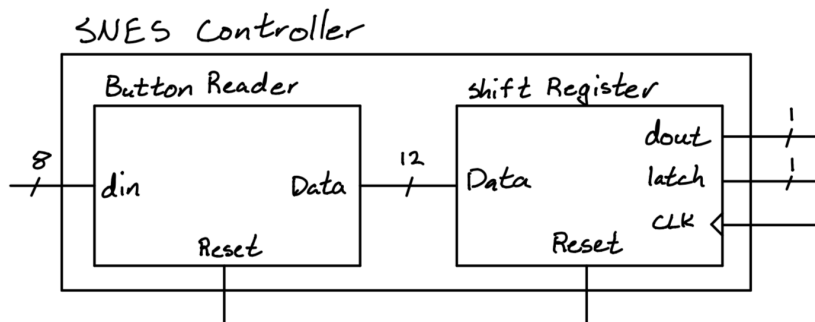 SNES Controller
Button Reader
8
din
Data
Reset
12
Shift Register
Data
dout
latch
CLK
Reset
1
1